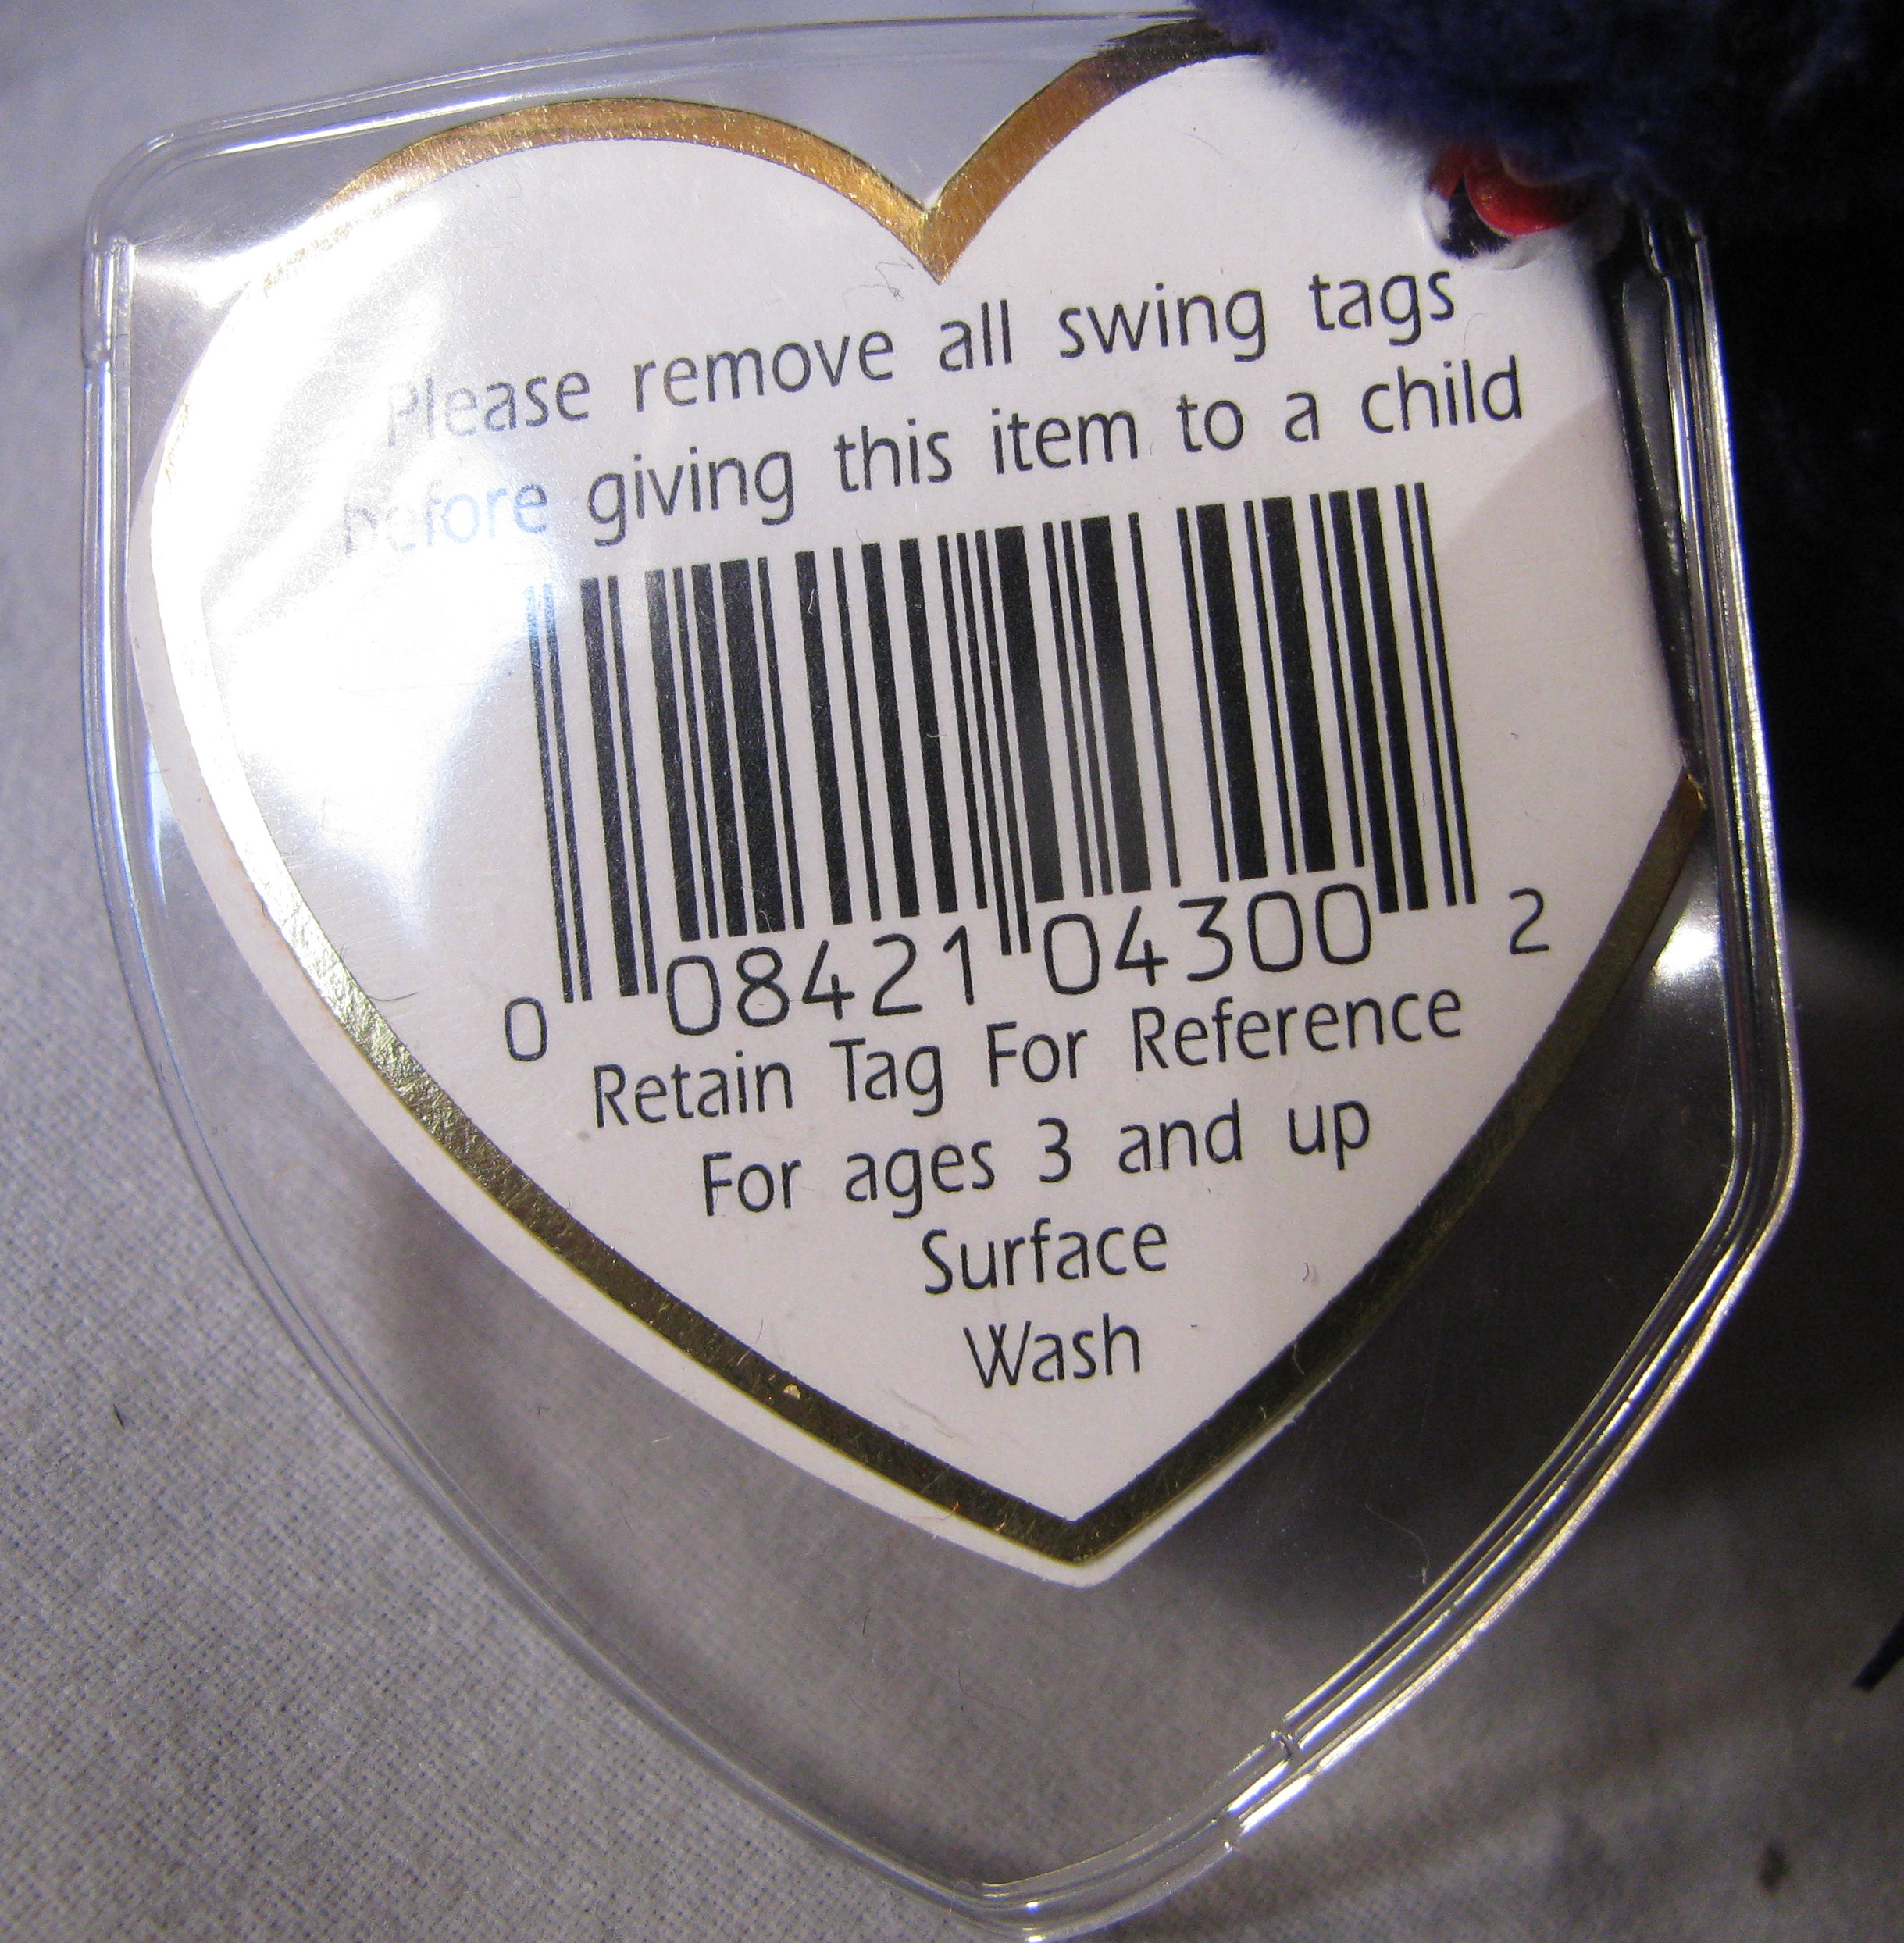 Please remove all swing tags
before giving this item to a child
0 08421 04300 2
Retain Tag For Reference
For ages 3 and up
Surface
Wash